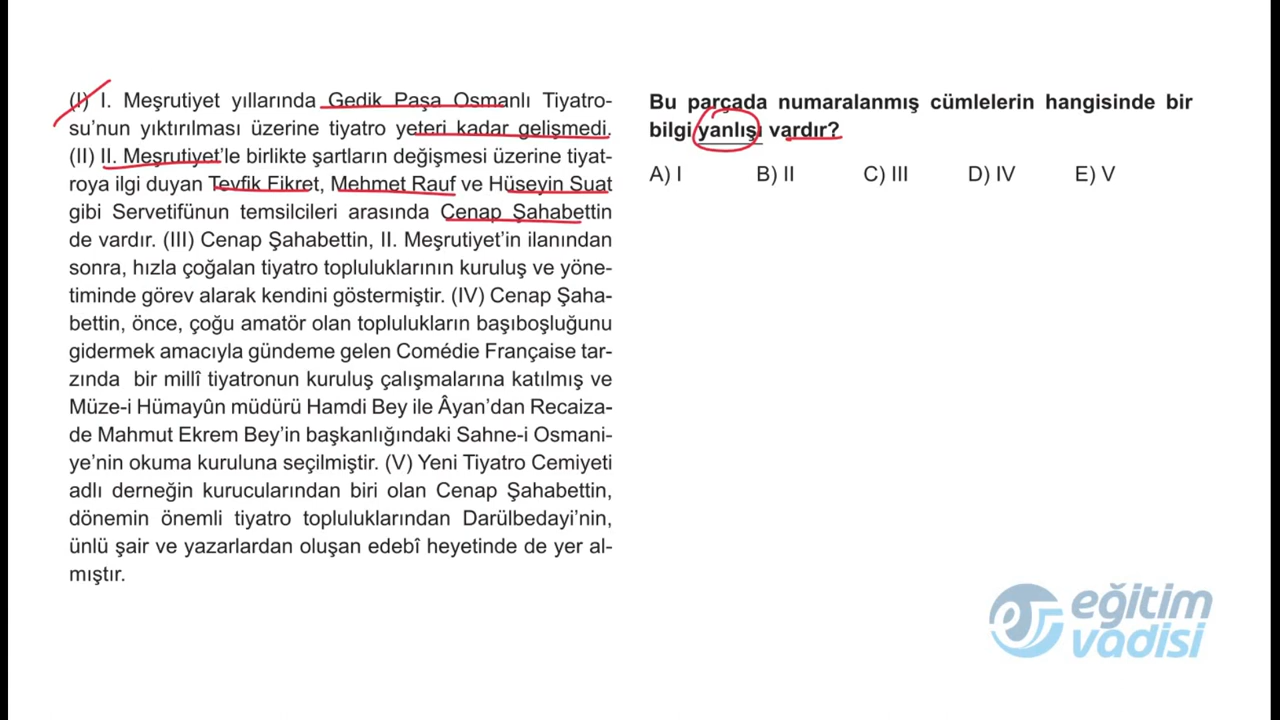 (I) I. Meşrutiyet yıllarında Gedik Paşa Osmanlı Tiyatro-
su’nun yıktırılması üzerine tiyatro yeteri kadar gelişmedi.
(II) II. Meşrutiyet’le birlikte şartların değişmesi üzerine tiyat-
roya ilgi duyan Tevfik Fikret, Mehmet Rauf ve Hüseyin Suat
gibi Servetifünun temsilcileri arasında Cenap Şahabettin
de vardır. (III) Cenap Şahabettin, II. Meşrutiyet’in ilanından
sonra, hızla çoğalan tiyatro topluluklarının kuruluş ve yöne-
timinde görev alarak kendini göstermiştir. (IV) Cenap Şaha-
bettin, önce, çoğu amatör olan toplulukların başıboşluğunu
gidermek amacıyla gündeme gelen Comédie Française tar-
zında bir millî tiyatronun kuruluş çalışmalarına katılmış ve
Müze-i Hümayûn müdürü Hamdi Bey ile Âyan’dan Recaiza-
de Mahmut Ekrem Bey’in başkanlığındaki Sahne-i Osmani-
ye’nin okuma kuruluna seçilmiştir. (V) Yeni Tiyatro Cemiyeti
adlı derneğin kurucularından biri olan Cenap Şahabettin,
dönemin önemli tiyatro topluluklarından Darülbedayi’nin,
ünlü şair ve yazarlardan oluşan edebî heyetinde de yer al-
mıştır.
Bu parçada numaralanmış cümlelerin hangisinde bir
bilgi yanlışı vardır?
A) I B) II C) III D) IV E) V
eğitim
vadisi